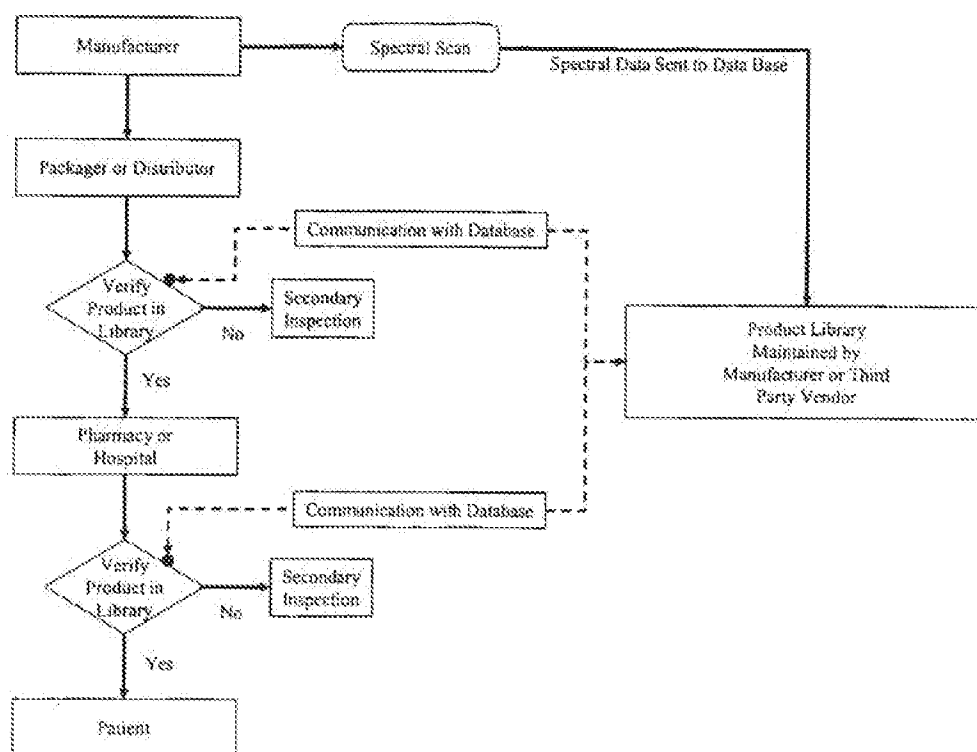 Manufacturer
Spectral Scan
Spectral Data Sent to Data Base
Packager or Distributor
Communication with Database
Verify
Product in
Library
No
Secondary
Inspection
Yes
Product Library
Maintained by
Manufacturer or Third
Party Vendor
Pharmacy or
Hospital
Communication with Database
Verify
Product in
Library
No
Secondary
Inspection
Yes
Patient